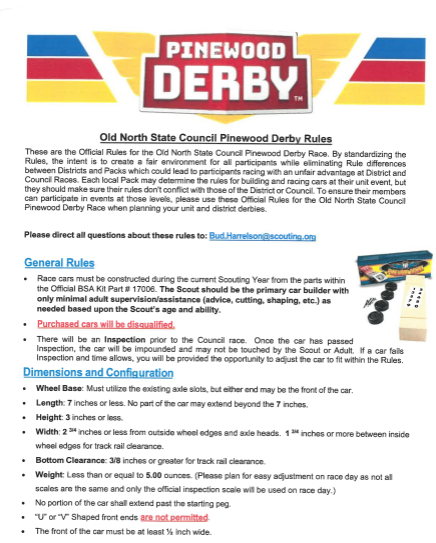 PINEWOOD
DERBY
TM
Old North State Council Pinewood Derby Rules
These are the Official Rules for the Old North State Council Pinewood Derby Race. By standardizing the
Rules, the intent is to create a fair environment for all participants while eliminating Rule differences
between Districts and Packs which could lead to participants racing with an unfair advantage at District and
Council Races. Each local Pack may determine the rules for building and racing cars at their unit event, but
they should make sure their rules don't conflict with those of the District or Council. To ensure their members
can participate in events at those levels, please use these Official Rules for the Old North State Council
Pinewood Derby Race when planning your unit and district derbies.
Please direct all questions about these rules to: Bud.Harrelson@scouting.org
General Rules
• Race cars must be constructed during the current Scouting Year from the parts within
the Official BSA Kit Part # 17006. The Scout should be the primary car builder with
only minimal adult supervision/assistance (advice, cutting, shaping, etc.) as
needed based upon the Scout's age and ability.
• Purchased cars will be disqualified.
• There will be an Inspection prior to the Council race. Once the car has passed
Inspection, the car will be impounded and may not be touched by the Scout or Adult. If a car fails
Inspection and time allows, you will be provided the opportunity to adjust the car to fit within the Rules.
Dimensions and Configuration
• Wheel Base: Must utilize the existing axle slots, but either end may be the front of the car.
• Length: 7 inches or less. No part of the car may extend beyond the 7 inches.
• Height: 3 inches or less.
• Width: 2 3/4 inches or less from outside wheel edges and axle heads. 1 3/4 inches or more between inside
wheel edges for track rail clearance.
• Bottom Clearance: 3/8 inches or greater for track rail clearance.
• Weight: Less than or equal to 5.00 ounces. (Please plan for easy adjustment on race day as not all
scales are the same and only the official inspection scale will be used on race day.)
• No portion of the car shall extend past the starting peg.
• "U" or "V" Shaped front ends are not permitted.
• The front of the car must be at least ½ inch wide.